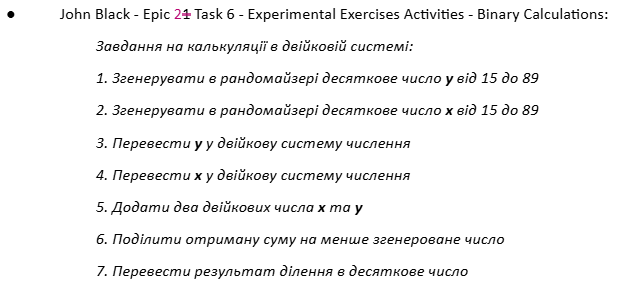 ● John Black - Epic 21 Task 6 - Experimental Exercises Activities - Binary Calculations:
Завдання на калькуляції в двійковій системі:
1. Згенерувати в рандомайзері десяткове число y від 15 до 89
2. Згенерувати в рандомайзері десяткове число x від 15 до 89
3. Перевести y у двійкову систему числення
4. Перевести x у двійкову систему числення
5. Додати два двійкових числа x та y
6. Поділити отриману суму на менше згенероване число
7. Перевести результат ділення в десяткове число